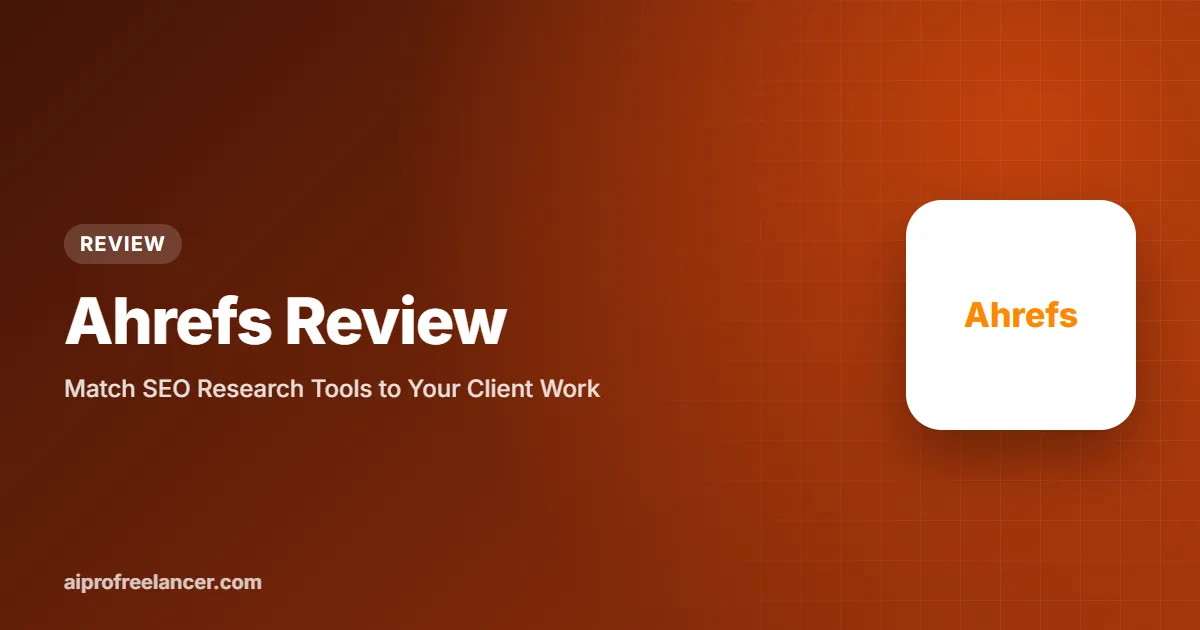 REVIEW
Ahrefs Review
Match SEO Research Tools to Your Client Work
Ahrefs
aiprofreelancer.com